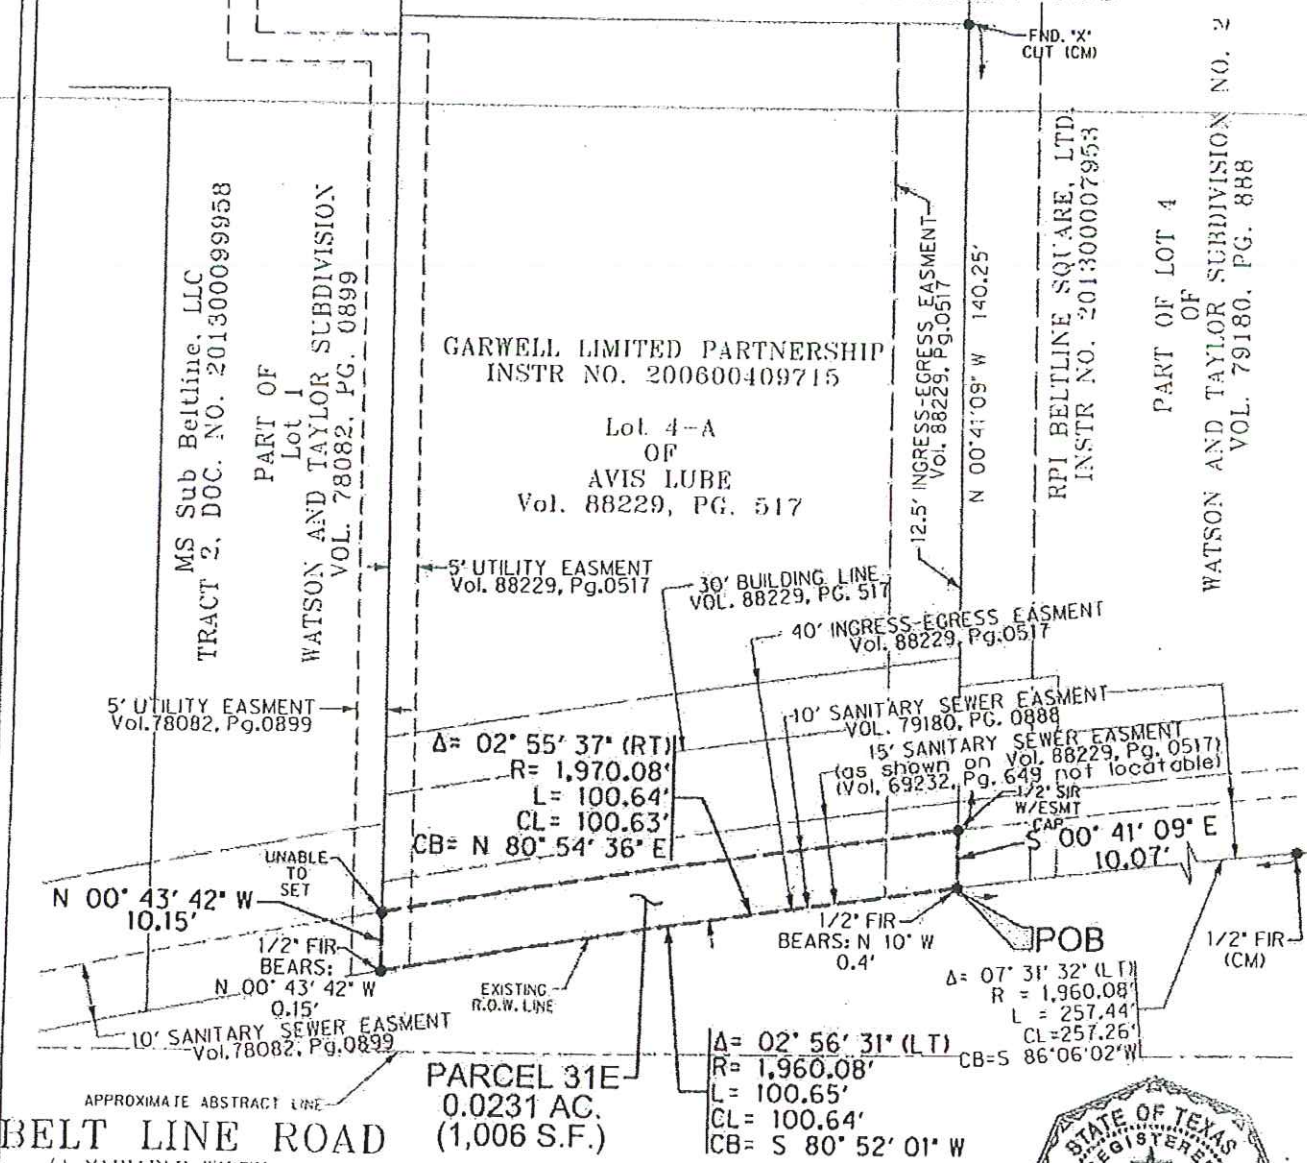 FND. "X"
CUT (CM)
MS Sub Beltline, LLC
TRACT 2, DOC. NO. 201300099958
PART OF
Lot 1
WATSON AND TAYLOR SUBDIVISION
VOL. 78082, PG. 0899
GARWELL LIMITED PARTNERSHIP
INSTR NO. 200600409715
Lot 4-A
OF
AVIS LUBE
Vol. 88229, PG. 517
12.5' INGRESS-EGRESS EASMENT
Vol. 88229, Pg.0517
N 00°41'09" W 140.25'
RPI BELTLINE SQUARE, LTD.
INSTR NO. 201300007953
PART OF LOT 4
OF
WATSON AND TAYLOR SUBDIVISION NO. 2
VOL. 79180, PG. 888
5' UTILITY EASMENT
Vol. 88229, Pg.0517
30' BUILDING LINE
VOL. 88229, PG. 517
40' INGRESS-EGRESS EASMENT
Vol. 88229, Pg.0517
5' UTILITY EASMENT
Vol.78082, Pg.0899
10' SANITARY SEWER EASMENT
VOL. 79180, PG. 0888
15' SANITARY SEWER EASMENT
(as shown on Vol. 88229, Pg. 0517)
(Vol. 69232, Pg. 649 not locatable)
Δ= 02° 55' 37" (RT)
R= 1,970.08'
L= 100.64'
CL= 100.63'
CB= N 80° 54' 36" E
1/2" SIR
W/ESMT
CAP
S 00° 41' 09" E
10.07'
UNABLE
TO
SET
N 00° 43' 42" W
10.15'
1/2" FIR
BEARS:
N 00° 43' 42" W
0.15'
1/2" FIR
BEARS: N 10° W
0.4'
POB
1/2" FIR
(CM)
Δ= 07° 31' 32" (LT)
R = 1,960.08'
L = 257.44'
CL=257.26'
CB=S 86°06'02"W
EXISTING
R.O.W. LINE
10' SANITARY SEWER EASMENT
Vol.78082, Pg.0899
Δ= 02° 56' 31" (LT)
R= 1,960.08'
L= 100.65'
CL= 100.64'
CB= S 80° 52' 01" W
PARCEL 31E
0.0231 AC.
(1,006 S.F.)
APPROXIMATE ABSTRACT LINE
BELT LINE ROAD
STATE OF TEXAS